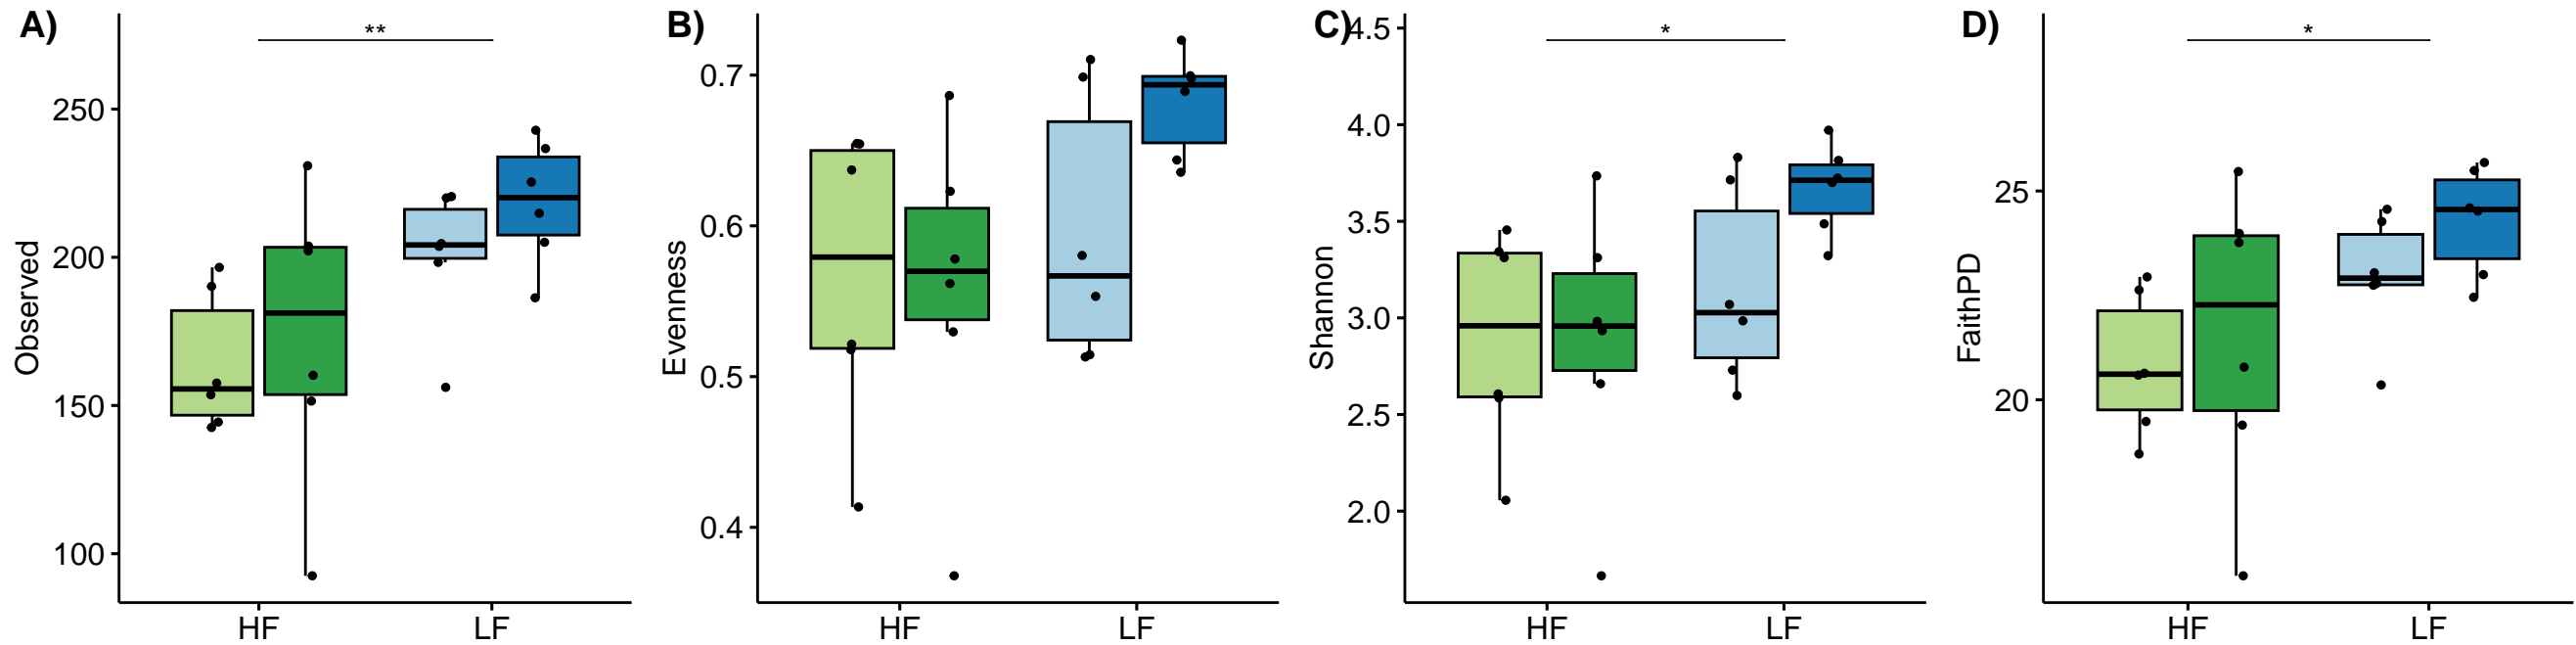 A)
**
Observed
250
200
150
100
HF LF
B)
Evenness
0.7
0.6
0.5
0.4
HF LF
C)
*
Shannon
4.5
4.0
3.5
3.0
2.5
2.0
HF LF
D)
*
FaithPD
25
20
HF LF